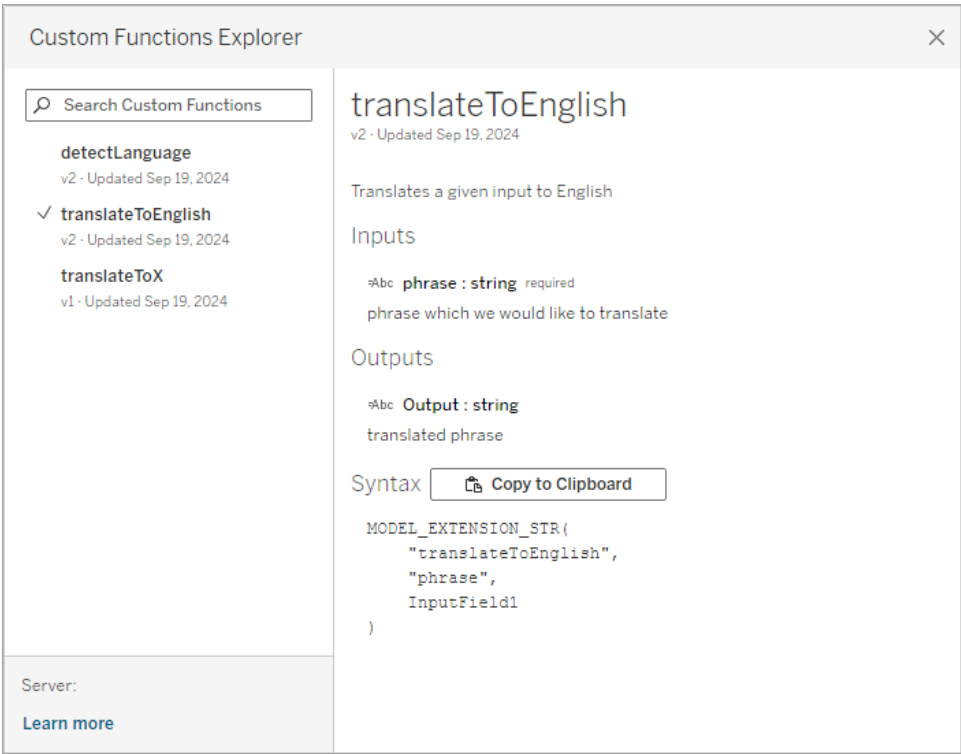 Custom Functions Explorer
Search Custom Functions
detectLanguage
v2 · Updated Sep 19, 2024
translateToEnglish
v2 · Updated Sep 19, 2024
translateToX
v1 · Updated Sep 19, 2024
Server:
Learn more
translateToEnglish
v2 · Updated Sep 19, 2024
Translates a given input to English
Inputs
=Abc phrase : string required
phrase which we would like to translate
Outputs
=Abc Output : string
translated phrase
Syntax Copy to Clipboard
MODEL_EXTENSION_STR(
    "translateToEnglish",
    "phrase",
    InputField1
)